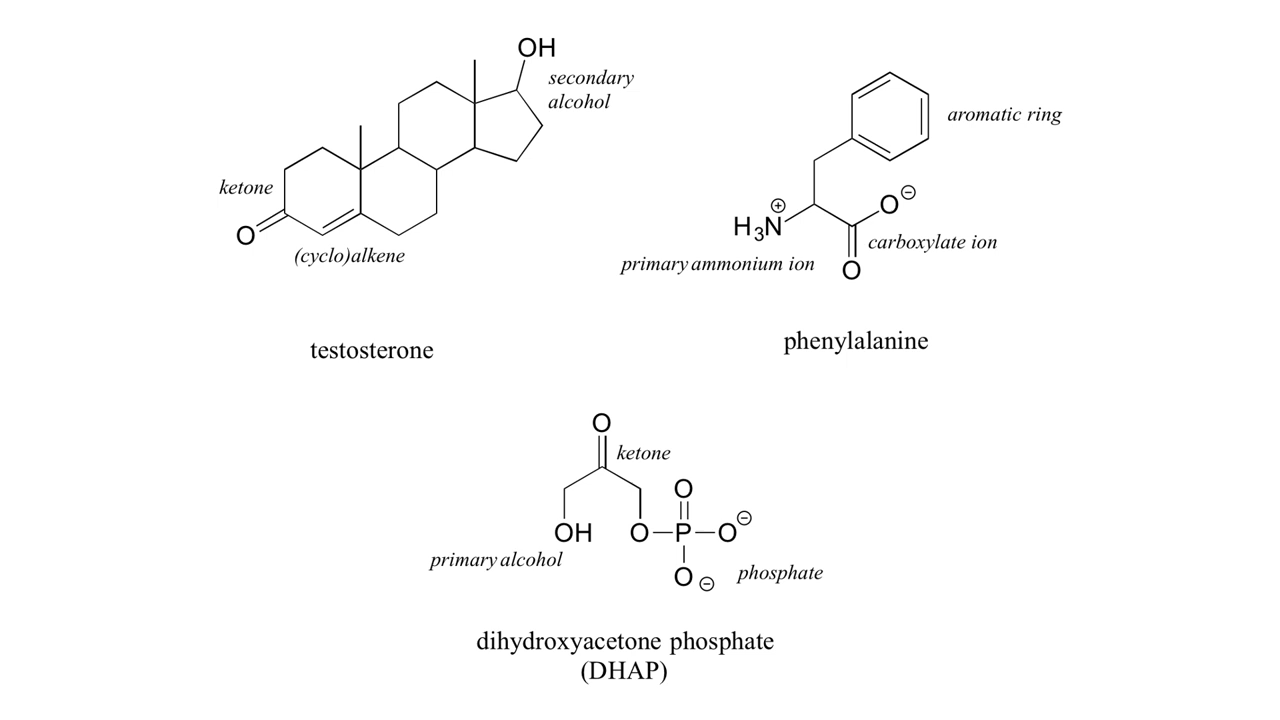 OH
secondary
alcohol
ketone
O
(cyclo)alkene
testosterone
aromatic ring
H3N⊕
O⊖
carboxylate ion
primary ammonium ion
O
phenylalanine
O
ketone
O
OH
O—P—O⊖
primary alcohol
O⊖
phosphate
dihydroxyacetone phosphate
(DHAP)